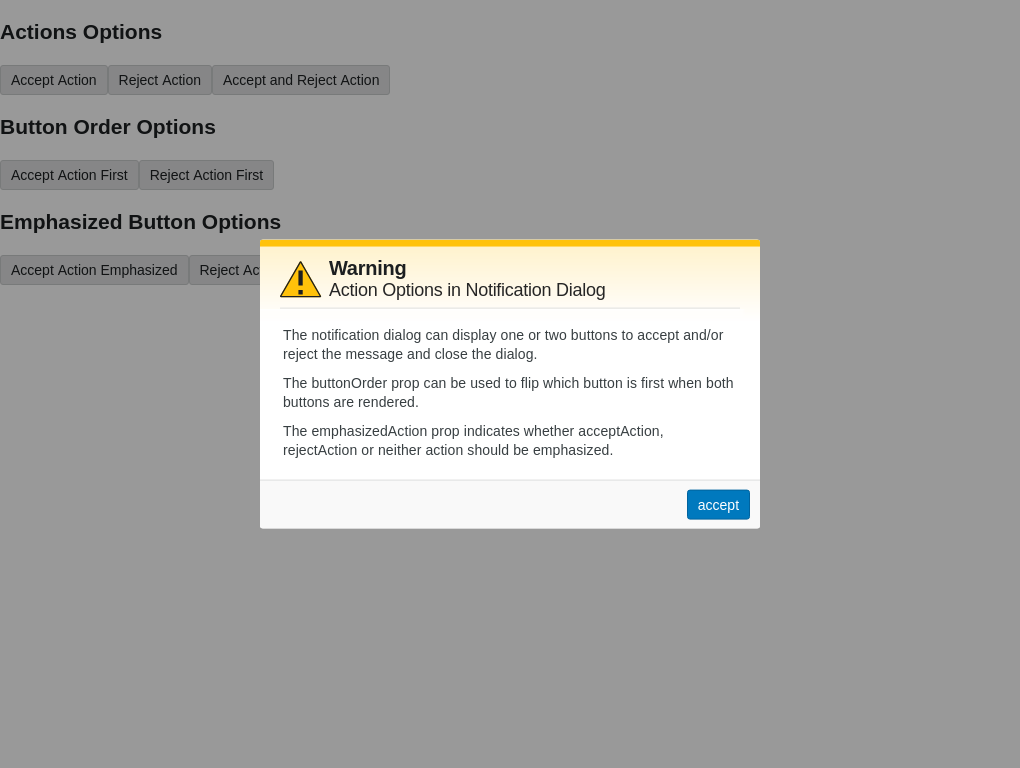 Actions Options
Accept Action Reject Action Accept and Reject Action
Button Order Options
Accept Action First Reject Action First
Emphasized Button Options
Accept Action Emphasized Reject Ac
Warning
Action Options in Notification Dialog
The notification dialog can display one or two buttons to accept and/or
reject the message and close the dialog.
The buttonOrder prop can be used to flip which button is first when both
buttons are rendered.
The emphasizedAction prop indicates whether acceptAction,
rejectAction or neither action should be emphasized.
accept